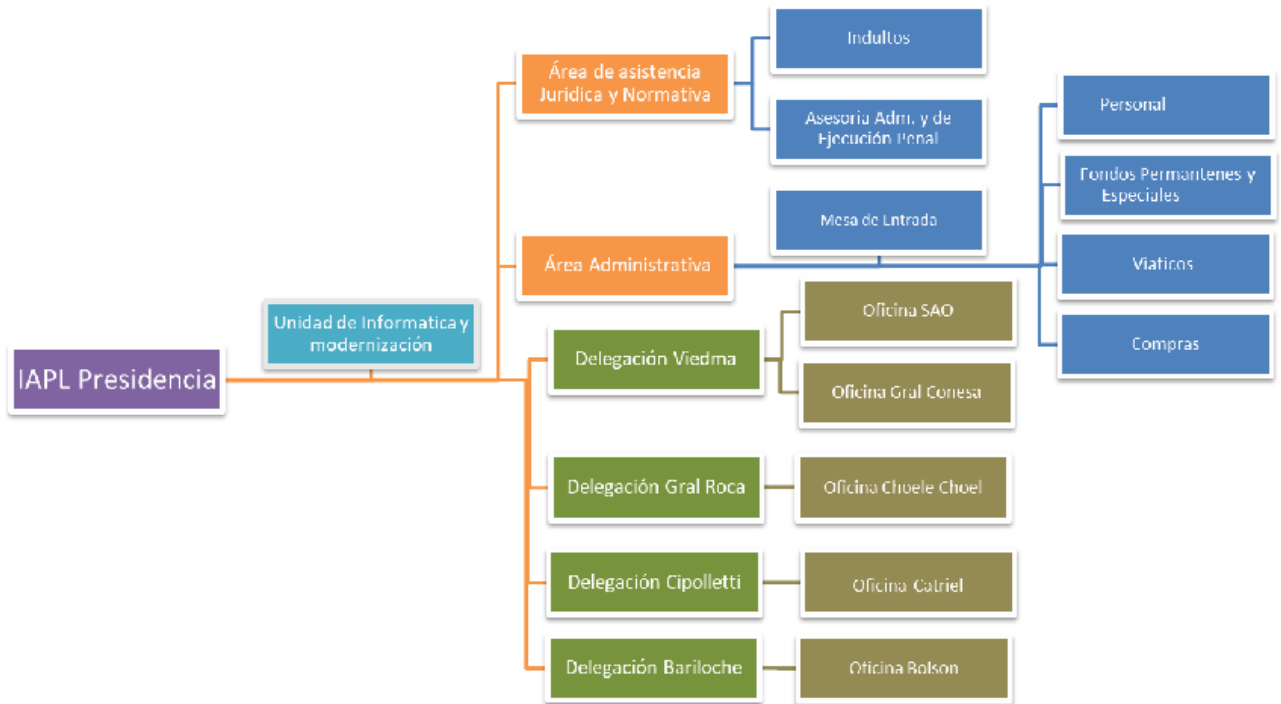 IAPL Presidencia
Unidad de Informatica y
modernización
Área de asistencia
Juridica y Normativa
Indultos
Asesoria Adm. y de
Ejecución Penal
Área Administrativa
Mesa de Entrada
Personal
Fondos Permantenes y
Especiales
Viaticos
Compras
Delegación Viedma
Oficina SAO
Oficina Gral Conesa
Delegación Gral Roca
Oficina Choele Choel
Delegación Cipolletti
Oficina Catriel
Delegación Bariloche
Oficina Bolson